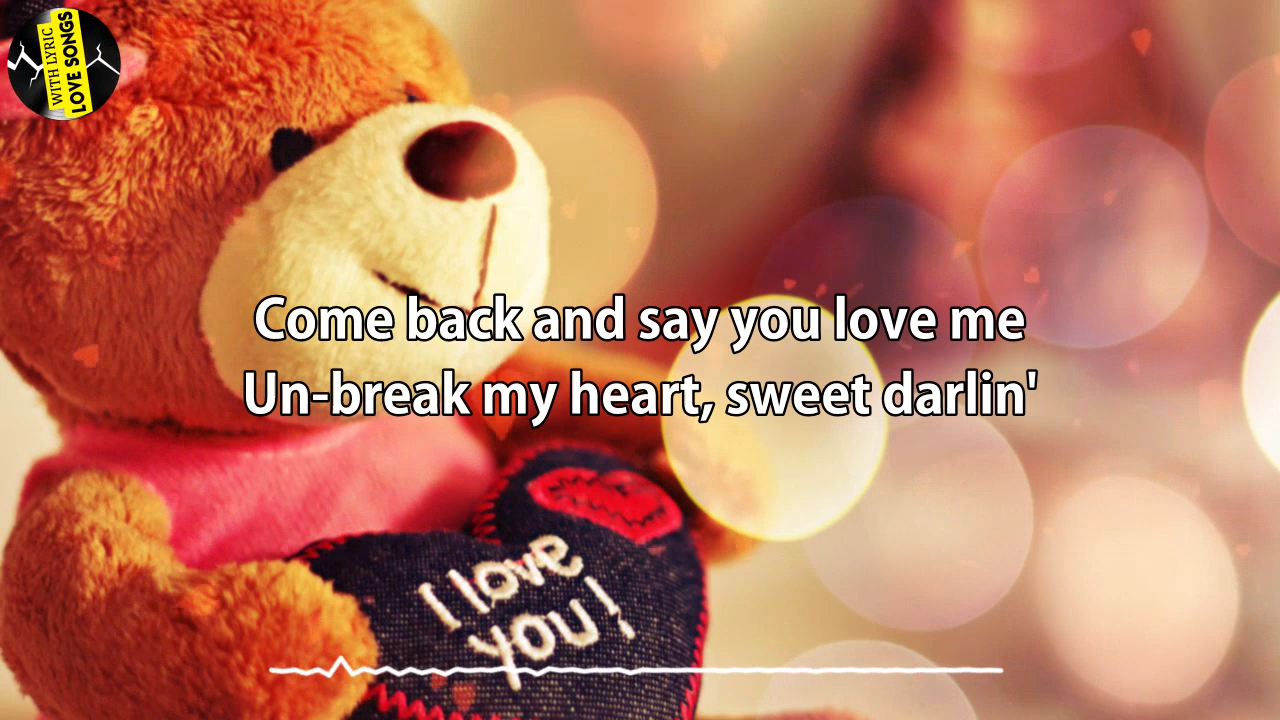 WITH LYRIC
LOVE SONGS
Come back and say you love me
Un-break my heart, sweet darlin'
I love
you!